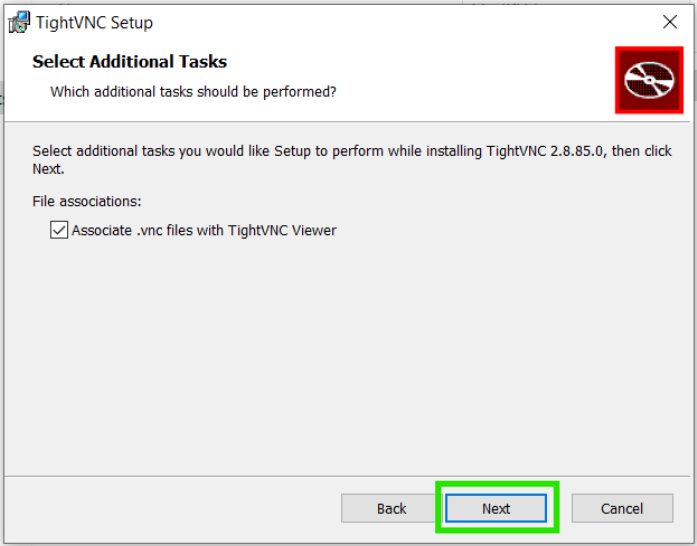 TightVNC Setup
Select Additional Tasks
Which additional tasks should be performed?
Select additional tasks you would like Setup to perform while installing TightVNC 2.8.85.0, then click
Next.
File associations:
Associate .vnc files with TightVNC Viewer
Back Next Cancel